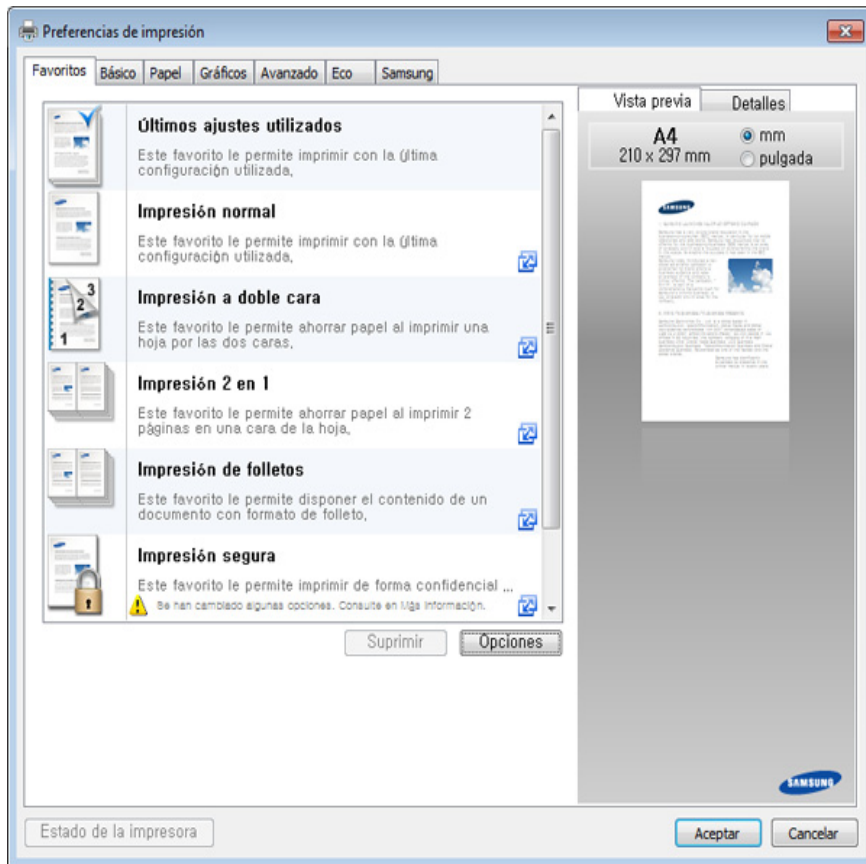 Preferencias de impresión
Favoritos Básico Papel Gráficos Avanzado Eco Samsung
Últimos ajustes utilizados
Este favorito le permite imprimir con la última
configuración utilizada,
Impresión normal
Este favorito le permite imprimir con la última
configuración utilizada,
Impresión a doble cara
Este favorito le permite ahorrar papel al imprimir una
hoja por las dos caras,
Impresión 2 en 1
Este favorito le permite ahorrar papel al imprimir 2
páginas en una cara de la hoja,
Impresión de folletos
Este favorito le permite disponer el contenido de un
documento con formato de folleto,
Impresión segura
Este favorito le permite imprimir de forma confidencial ...
Se han cambiado algunas opciones. Consulte en Más información.
Suprimir Opciones
Vista previa Detalles
A4
210 x 297 mm
mm
pulgada
SAMSUNG
3
2
1
SAMSUNG
Estado de la impresora
Aceptar Cancelar